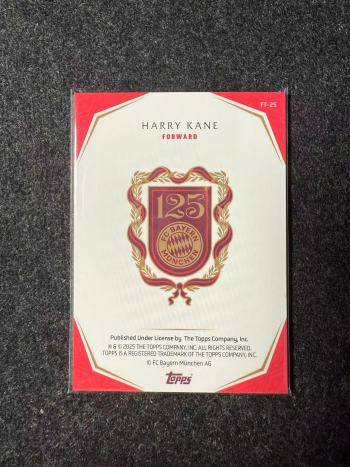 FT-25
HARRY KANE
FORWARD
125
FC BAYERN
MÜNCHEN
Published Under License by The Topps Company, Inc.
® © 2025 THE TOPPS COMPANY, INC. ALL RIGHTS RESERVED.
TOPPS IS A REGISTERED TRADEMARK OF THE TOPPS COMPANY, INC.
© FC Bayern München AG
Topps